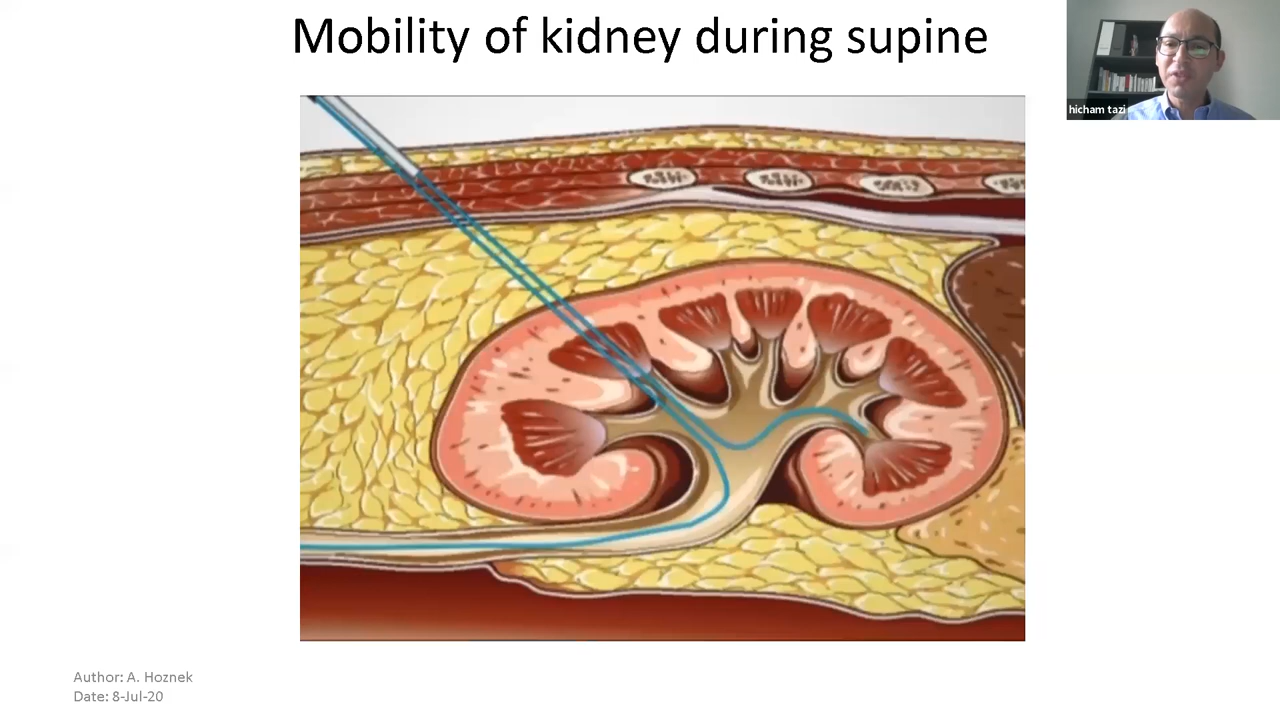 Mobility of kidney during supine
hicham tazi
Author: A. Hoznek
Date: 8-Jul-20